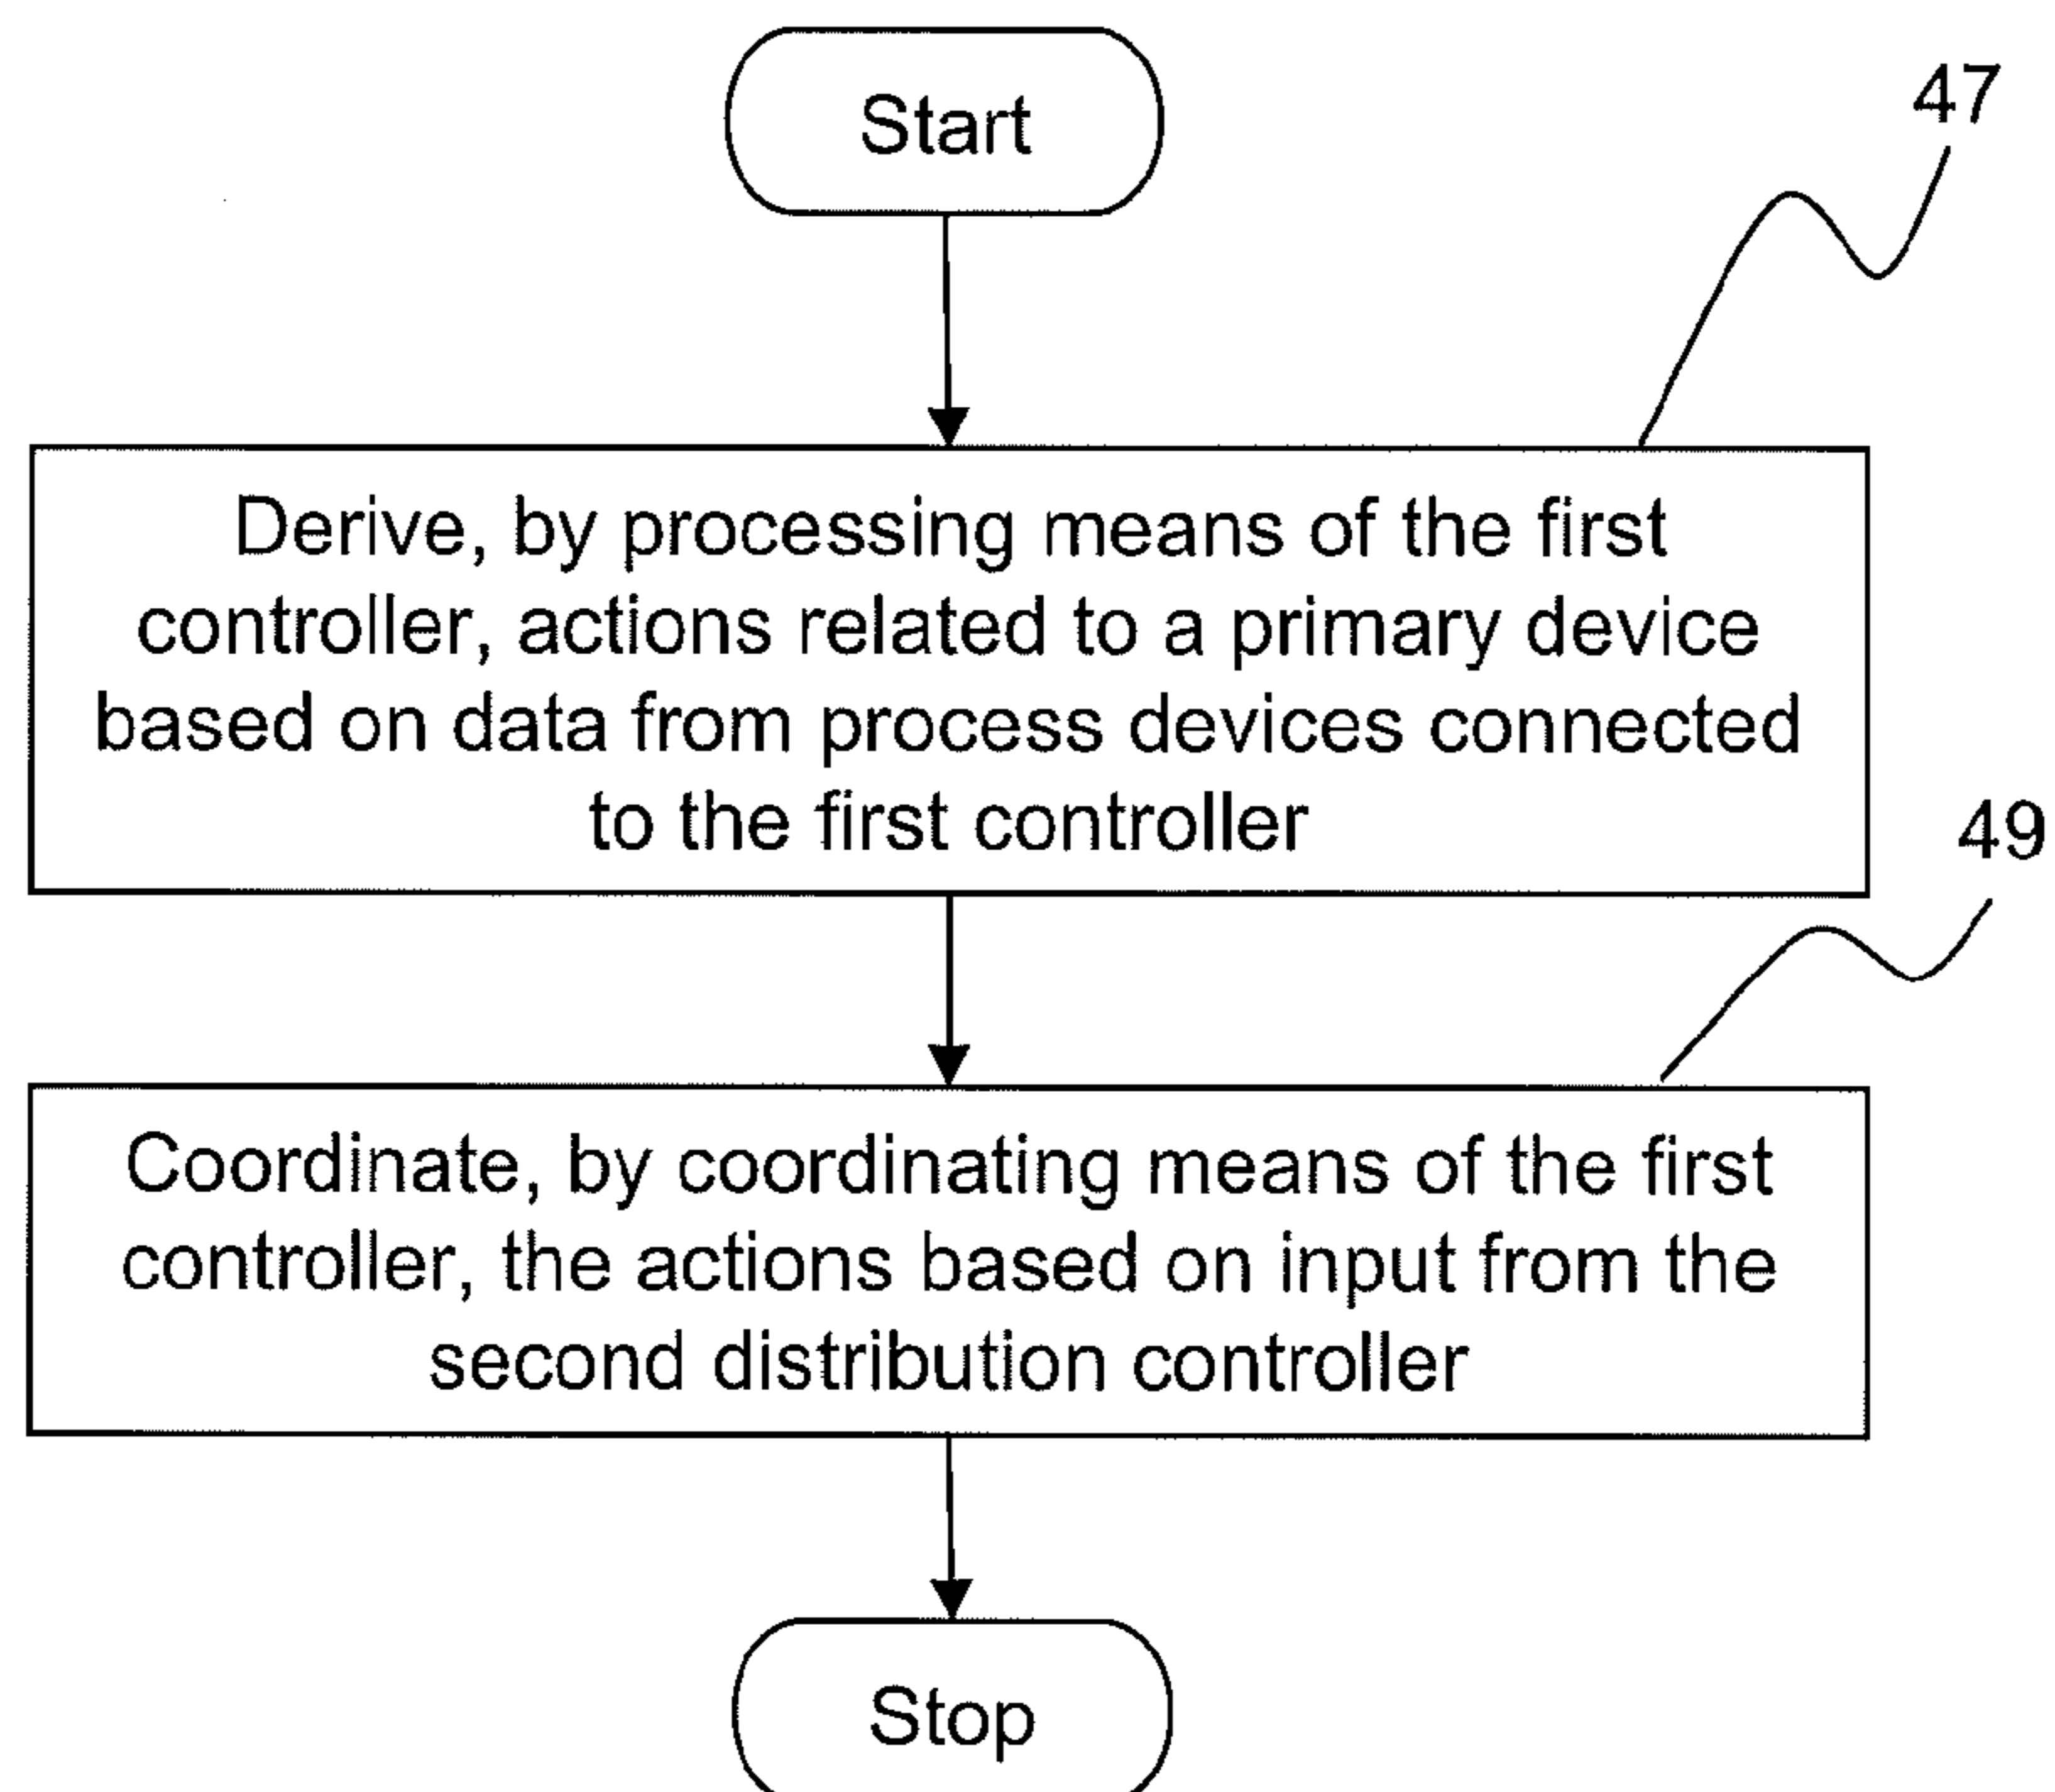 Start
47
Derive, by processing means of the first
controller, actions related to a primary device
based on data from process devices connected
to the first controller
49
Coordinate, by coordinating means of the first
controller, the actions based on input from the
second distribution controller
Stop